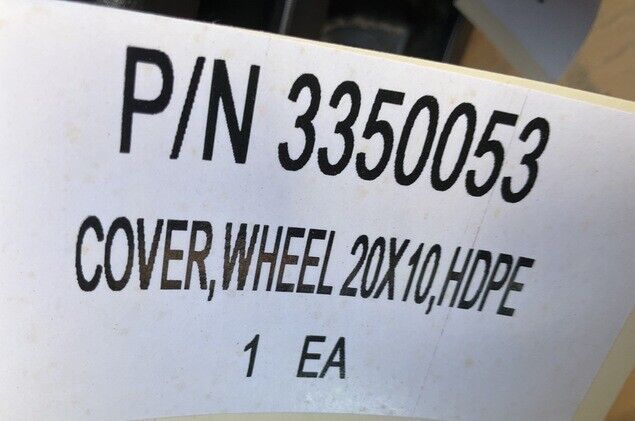 P/N 3350053
COVER,WHEEL 20X10,HDPE
1 EA